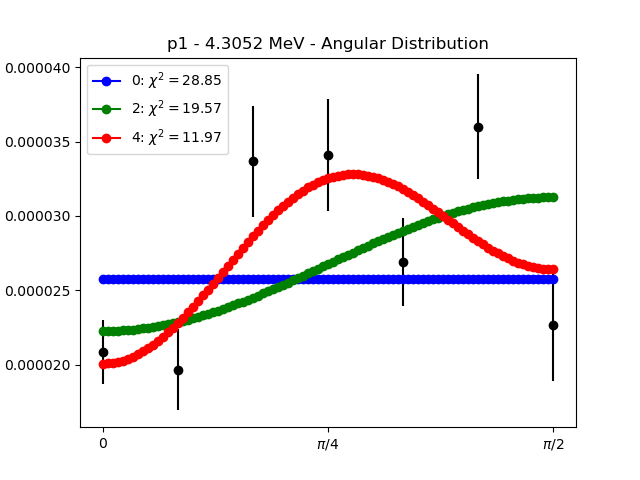 p1 - 4.3052 MeV - Angular Distribution
0.000040
0.000035
0.000030
0.000025
0.000020
0: χ² = 28.85
2: χ² = 19.57
4: χ² = 11.97
0
π/4
π/2